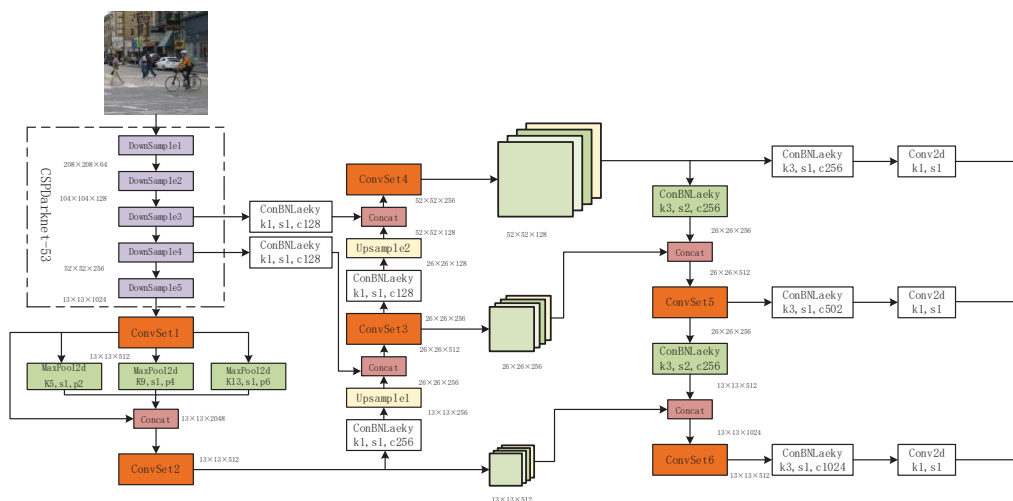 CSPDarknet-53
DownSample1
208×208×64
DownSample2
104×104×128
DownSample3
DownSample4
52×52×256
DownSample5
13×13×1024
ConvSet1
13×13×512
MaxPool2d
K5,s1,p2
MaxPool2d
K9,s1,p4
MaxPool2d
K13,s1,p6
Concat
13×13×2048
ConvSet2
13×13×512
ConBNLaeky
k1,s1,c128
ConBNLaeky
k1,s1,c128
ConvSet4
52×52×256
Concat
52×52×128
Upsample2
26×26×128
ConBNLaeky
k1,s1,c128
26×26×256
ConvSet3
26×26×512
Concat
26×26×256
Upsample1
13×13×256
ConBNLaeky
k1,s1,c256
52×52×128
26×26×256
13×13×512
ConBNLaeky
k3,s1,c256
Conv2d
k1,s1
ConBNLaeky
k3,s2,c256
26×26×256
Concat
26×26×512
ConvSet5
ConBNLaeky
k3,s1,c502
Conv2d
k1,s1
26×26×256
ConBNLaeky
k3,s2,c256
13×13×512
Concat
13×13×1024
ConvSet6
13×13×512
ConBNLaeky
k3,s1,c1024
Conv2d
k1,s1